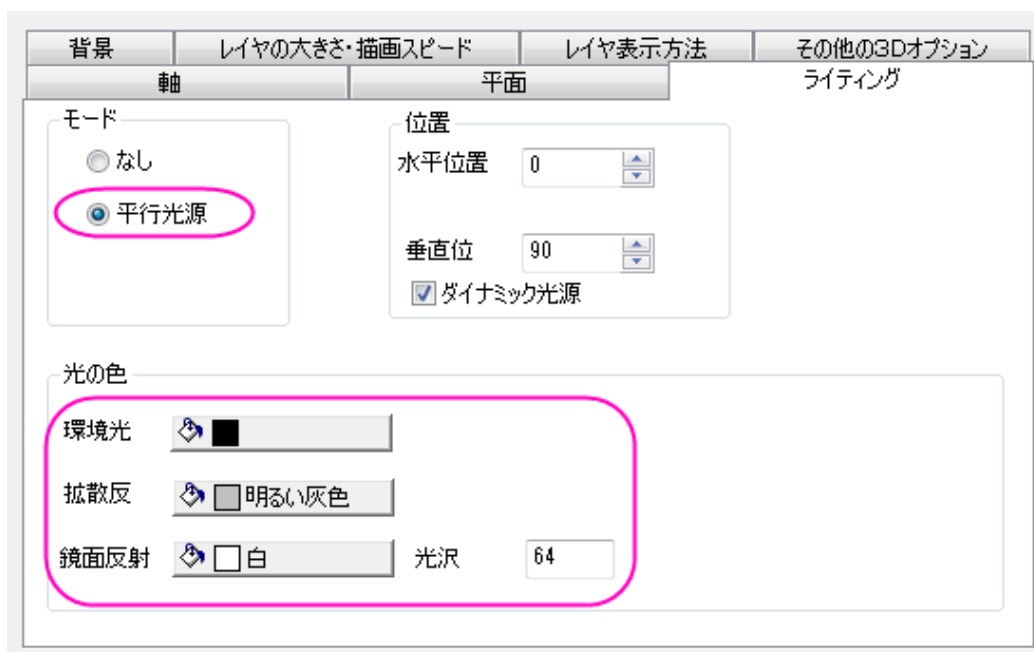 背景 レイヤの大きさ・描画スピード レイヤ表示方法 その他の3Dオプション
軸 平面 ライティング
モード
なし
平行光源
位置
水平位置 0
垂直位 90
ダイナミック光源
光の色
環境光
拡散反 明るい灰色
鏡面反射 白 光沢 64